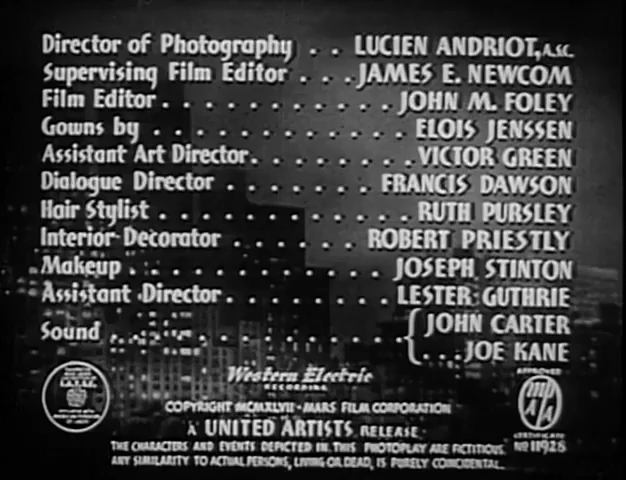 Director of Photography . . LUCIEN ANDRIOT, A.S.C.
Supervising Film Editor . . . JAMES E. NEWCOM
Film Editor . . . . . . . . . . . . JOHN M. FOLEY
Gowns by . . . . . . . . . . . . ELOIS JENSSEN
Assistant Art Director . . . . . . . . VICTOR GREEN
Dialogue Director . . . . . . . FRANCIS DAWSON
Hair Stylist . . . . . . . . . . . . RUTH PURSLEY
Interior Decorator . . . . . . ROBERT PRIESTLY
Makeup . . . . . . . . . . . . . JOSEPH STINTON
Assistant Director . . . . . . . . LESTER GUTHRIE
Sound . . . . . . . . . . . . { JOHN CARTER
. . . JOE KANE
Western Electric
RECORDING
APPROVED
MPAA
CERTIFICATE
No 11928
COPYRIGHT MCMXLVII - MARS FILM CORPORATION
A UNITED ARTISTS RELEASE
THE CHARACTERS AND EVENTS DEPICTED IN THIS PHOTOPLAY ARE FICTITIOUS.
ANY SIMILARITY TO ACTUAL PERSONS, LIVING OR DEAD, IS PURELY COINCIDENTAL.